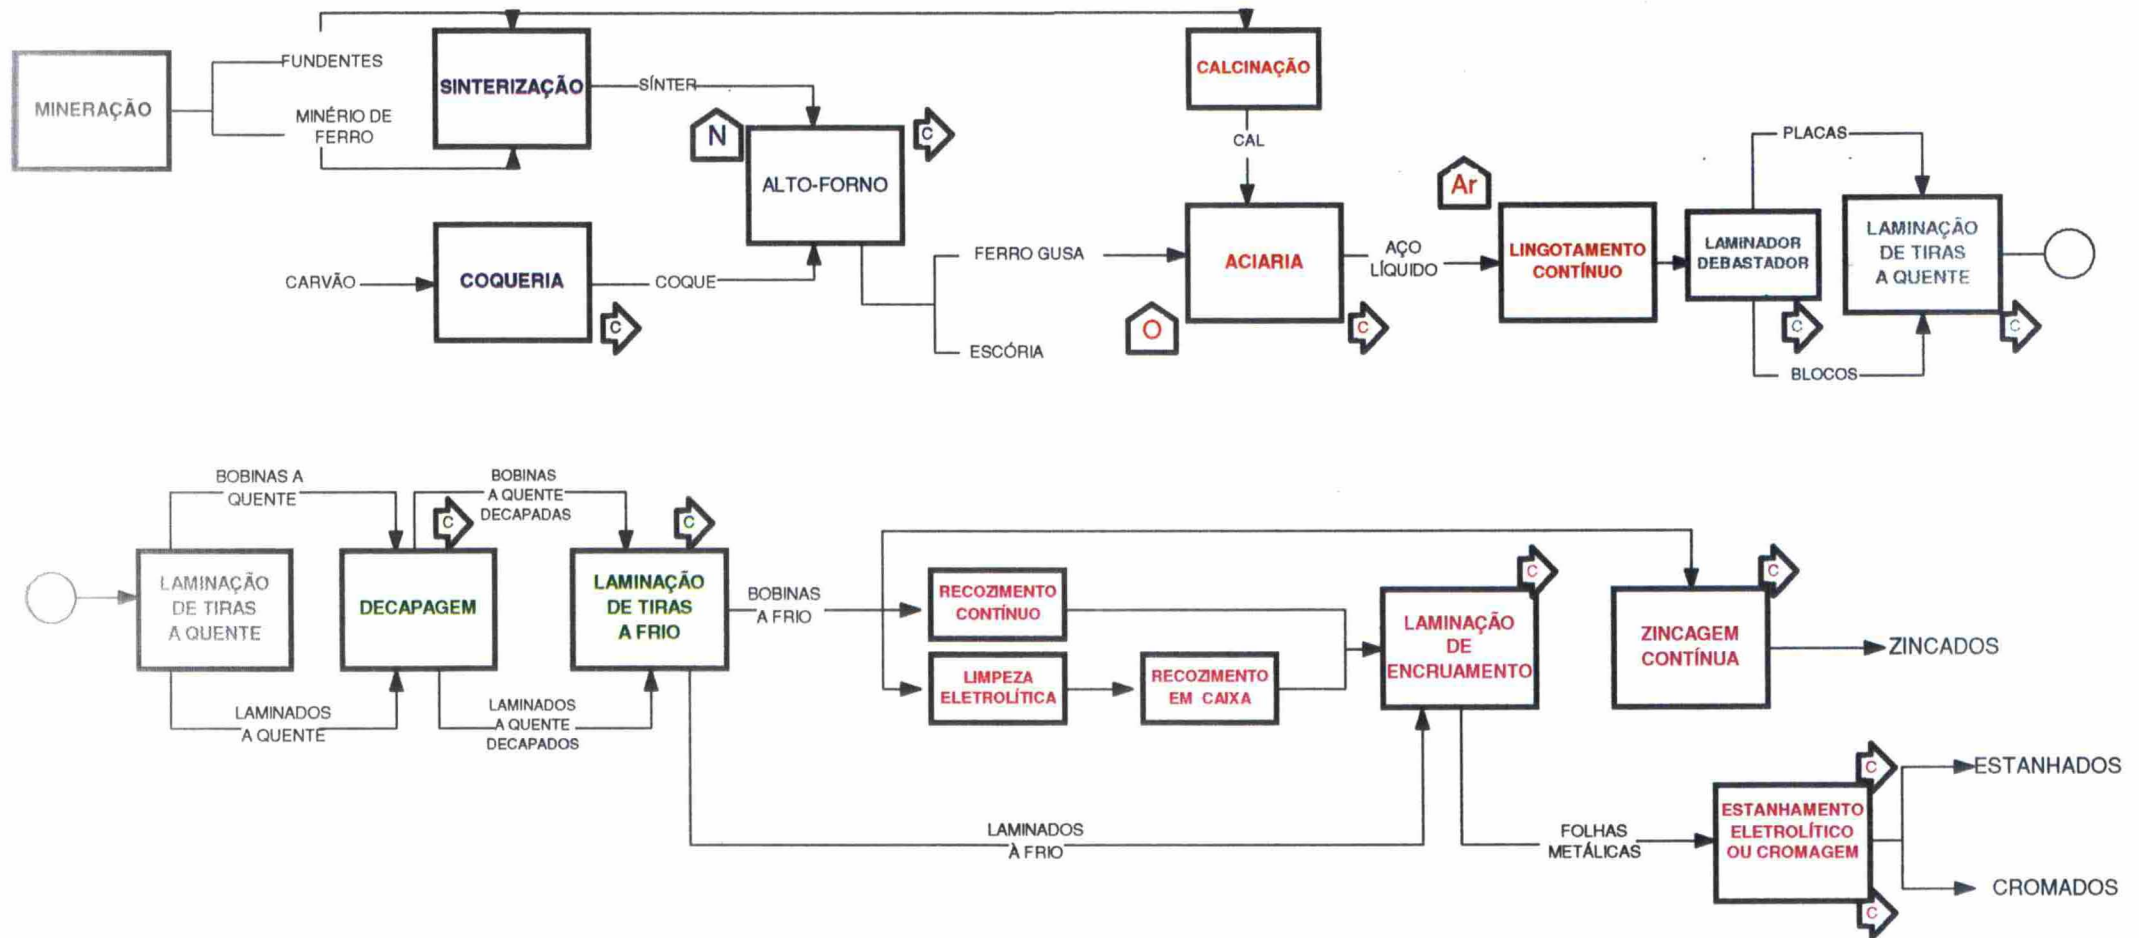 MINERAÇÃO
FUNDENTES
MINÉRIO DE
FERRO
SINTERIZAÇÃO
SÍNTER
CARVÃO
COQUERIA
C
COQUE
N
ALTO-FORNO
C
FERRO GUSA
ESCÓRIA
CALCINAÇÃO
CAL
ACIARIA
O
C
AÇO
LÍQUIDO
Ar
LINGOTAMENTO
CONTÍNUO
LAMINADOR
DEBASTADOR
C
PLACAS
BLOCOS
LAMINAÇÃO
DE TIRAS
A QUENTE
C
LAMINAÇÃO
DE TIRAS
A QUENTE
BOBINAS A
QUENTE
LAMINADOS
A QUENTE
DECAPAGEM
C
BOBINAS
A QUENTE
DECAPADAS
LAMINADOS
A QUENTE
DECAPADOS
LAMINAÇÃO
DE TIRAS
A FRIO
C
BOBINAS
A FRIO
LAMINADOS
À FRIO
RECOZIMENTO
CONTÍNUO
LIMPEZA
ELETROLÍTICA
RECOZIMENTO
EM CAIXA
LAMINAÇÃO
DE
ENCRUAMENTO
C
ZINCAGEM
CONTÍNUA
C
ZINCADOS
FOLHAS
METÁLICAS
ESTANHAMENTO
ELETROLÍTICO
OU CROMAGEM
C
C
ESTANHADOS
CROMADOS